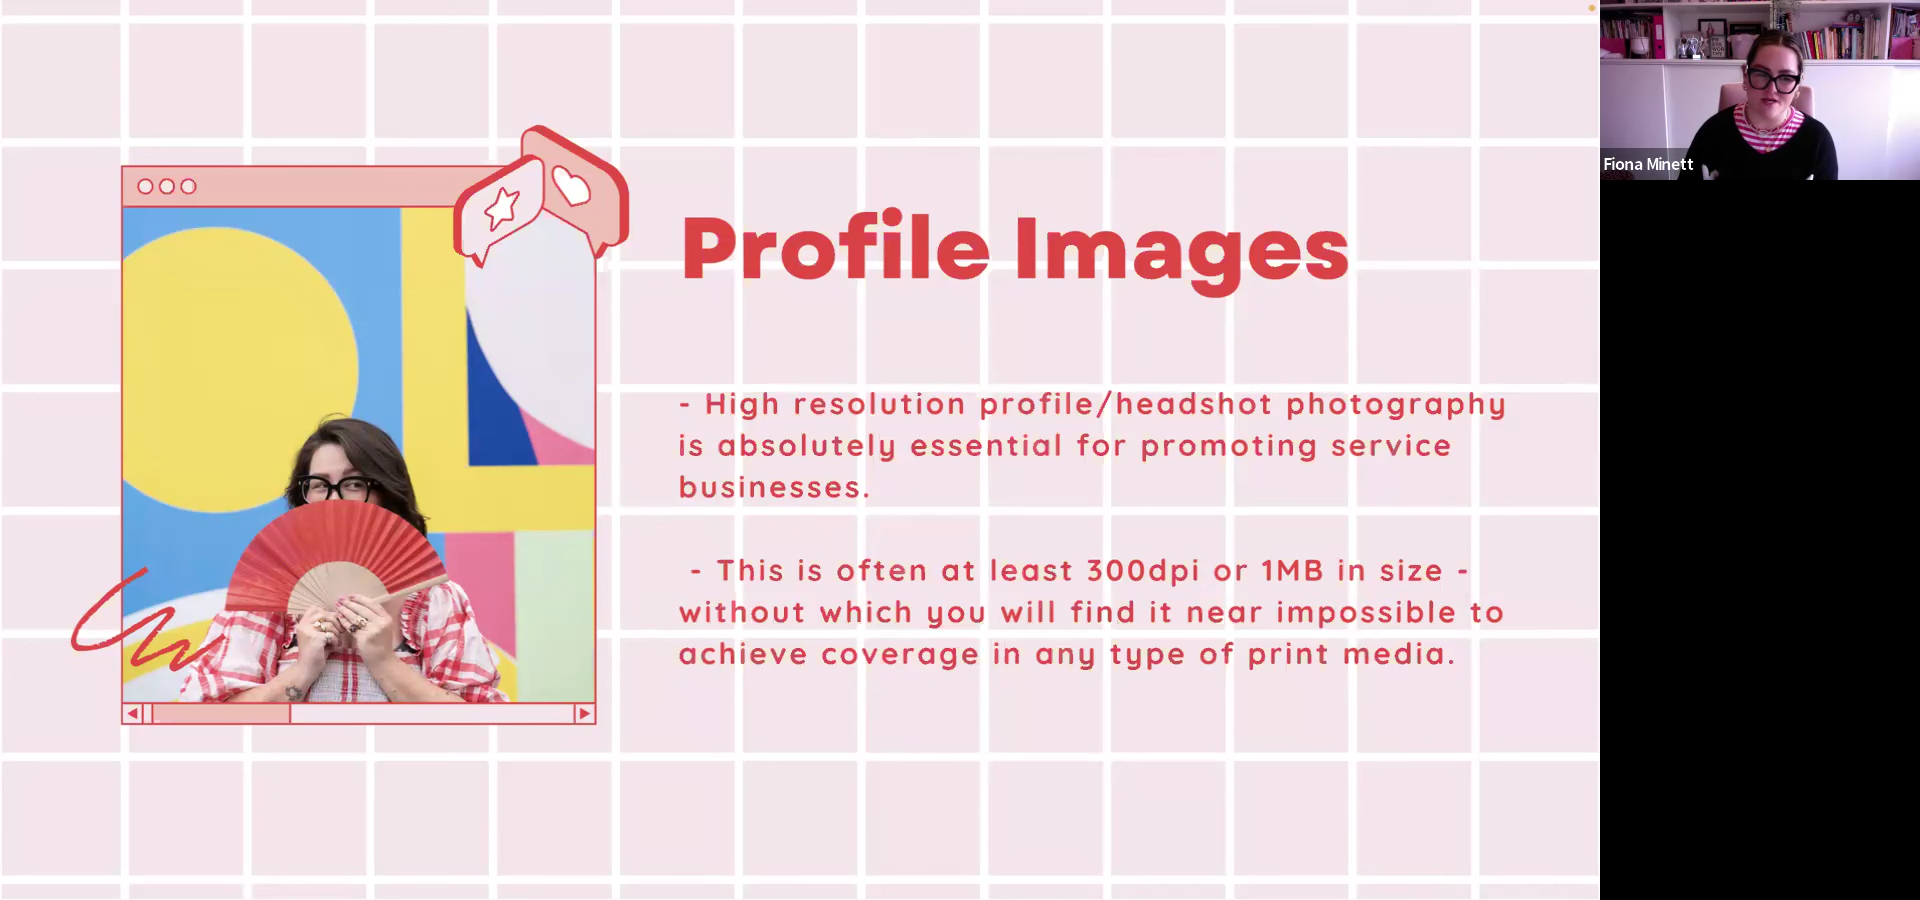 Profile Images
- High resolution profile/headshot photography
is absolutely essential for promoting service
businesses.
- This is often at least 300dpi or 1MB in size -
without which you will find it near impossible to
achieve coverage in any type of print media.
Fiona Minett